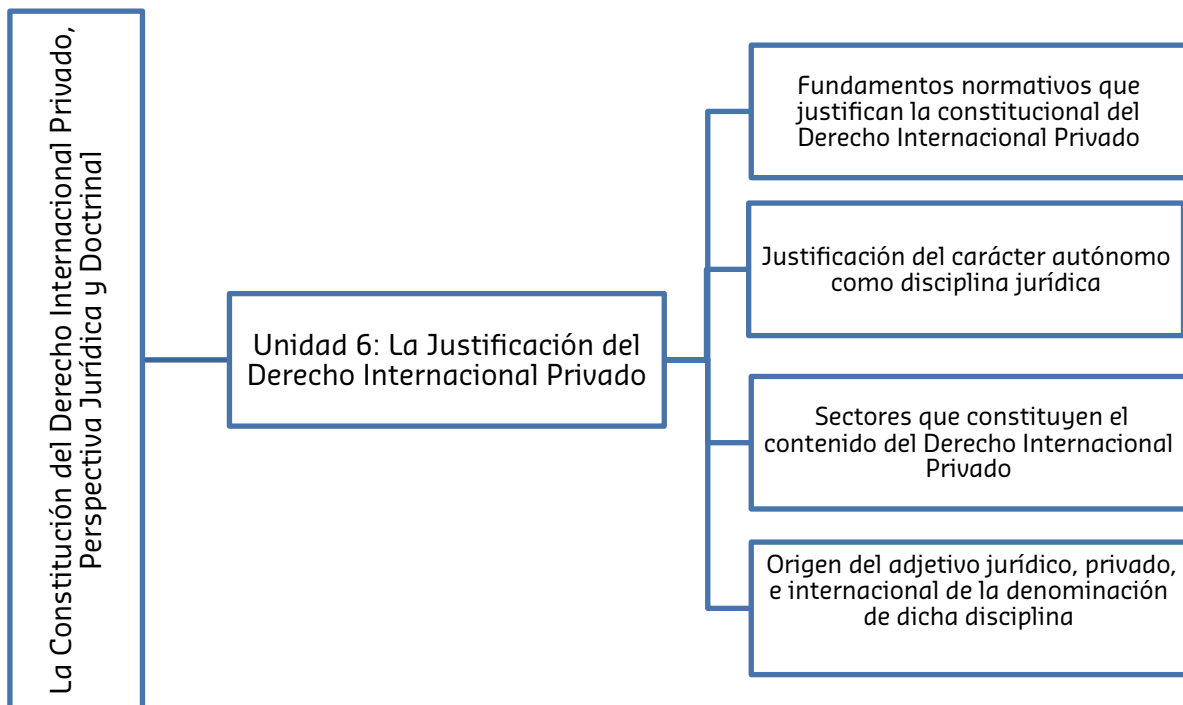 La Constitución del Derecho Internacional Privado,
Perspectiva Jurídica y Doctrinal
Unidad 6: La Justificación del
Derecho Internacional Privado
Fundamentos normativos que
justifican la constitucional del
Derecho Internacional Privado
Justificación del carácter autónomo
como disciplina jurídica
Sectores que constituyen el
contenido del Derecho Internacional
Privado
Origen del adjetivo jurídico, privado,
e internacional de la denominación
de dicha disciplina